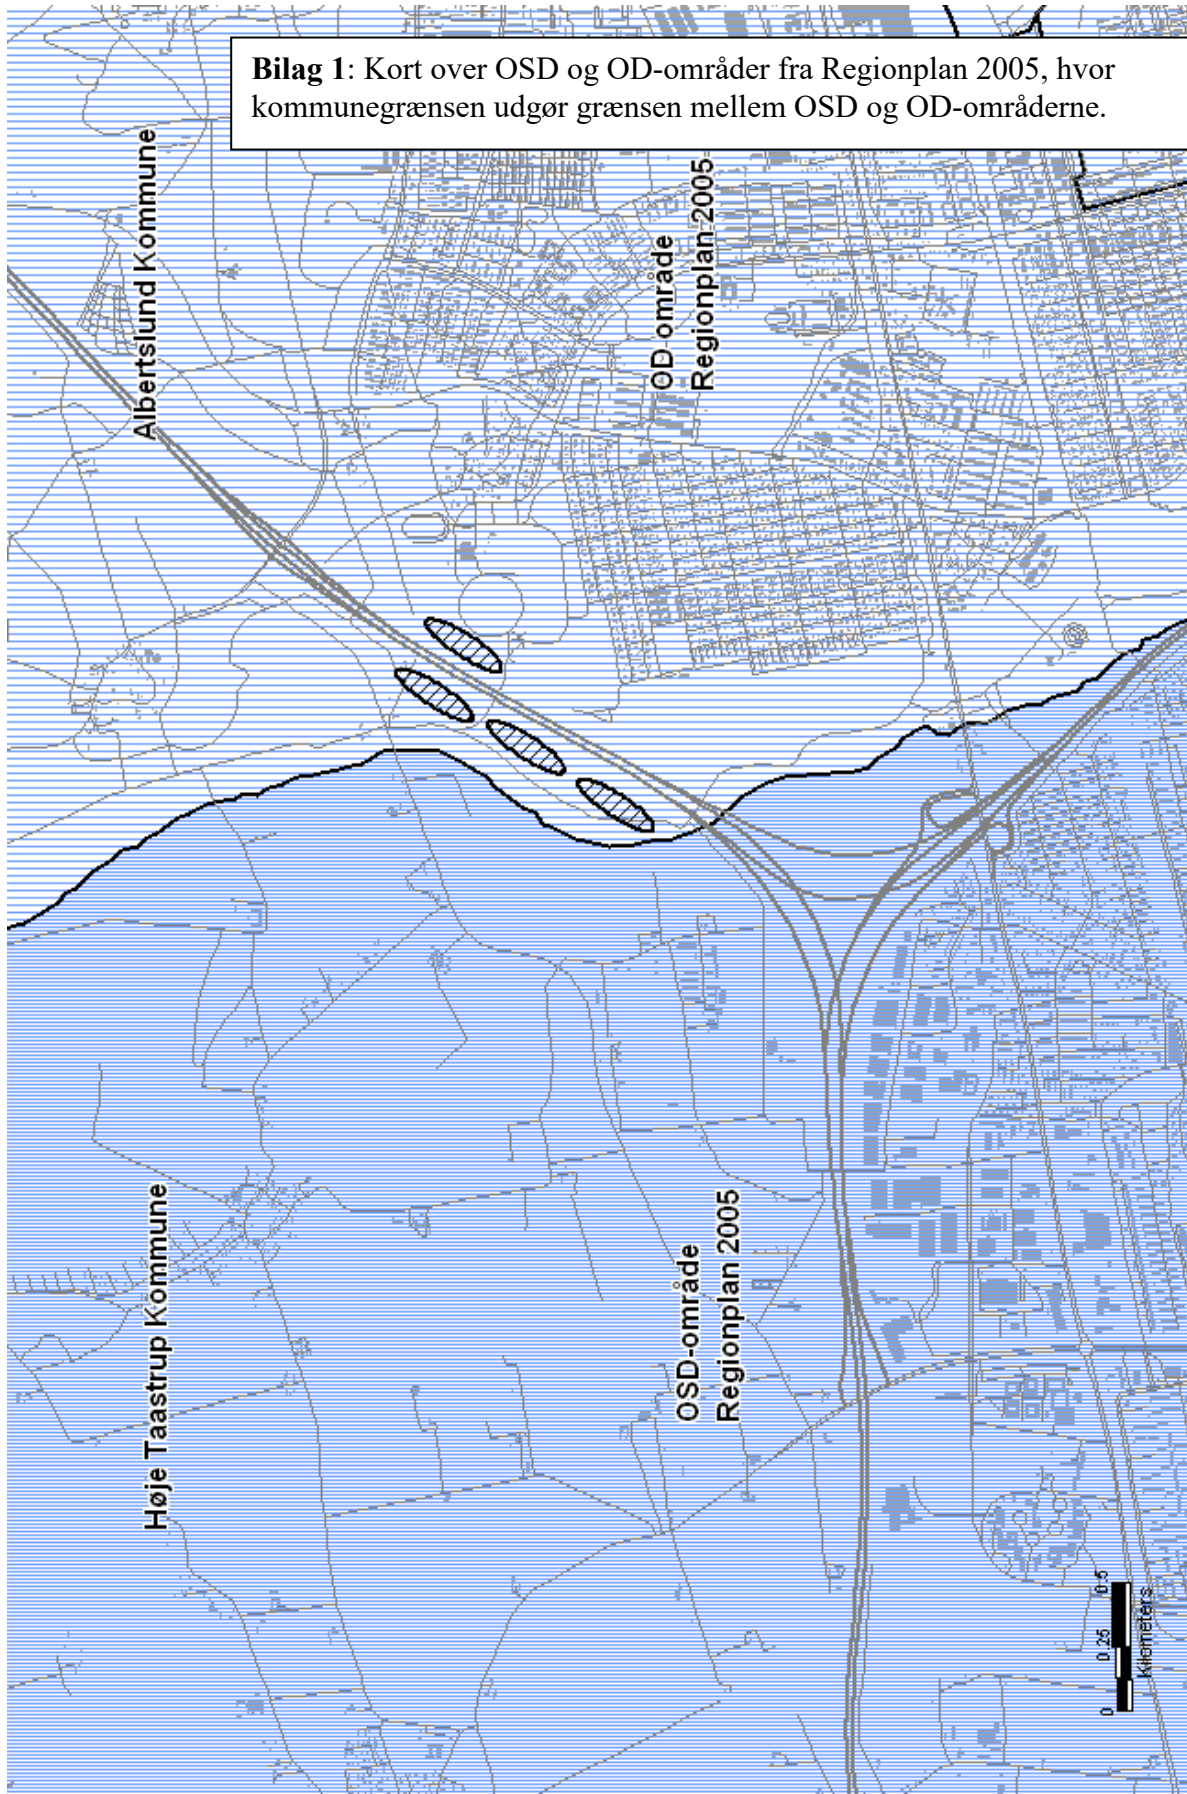 Bilag 1: Kort over OSD og OD-områder fra Regionplan 2005, hvor
kommunegrænsen udgør grænsen mellem OSD og OD-områderne.
Albertslund Kommune
OD-område
Regionplan 2005
Høje Taastrup Kommune
OSD-område
Regionplan 2005
0 0.25 0.5
Kilometers